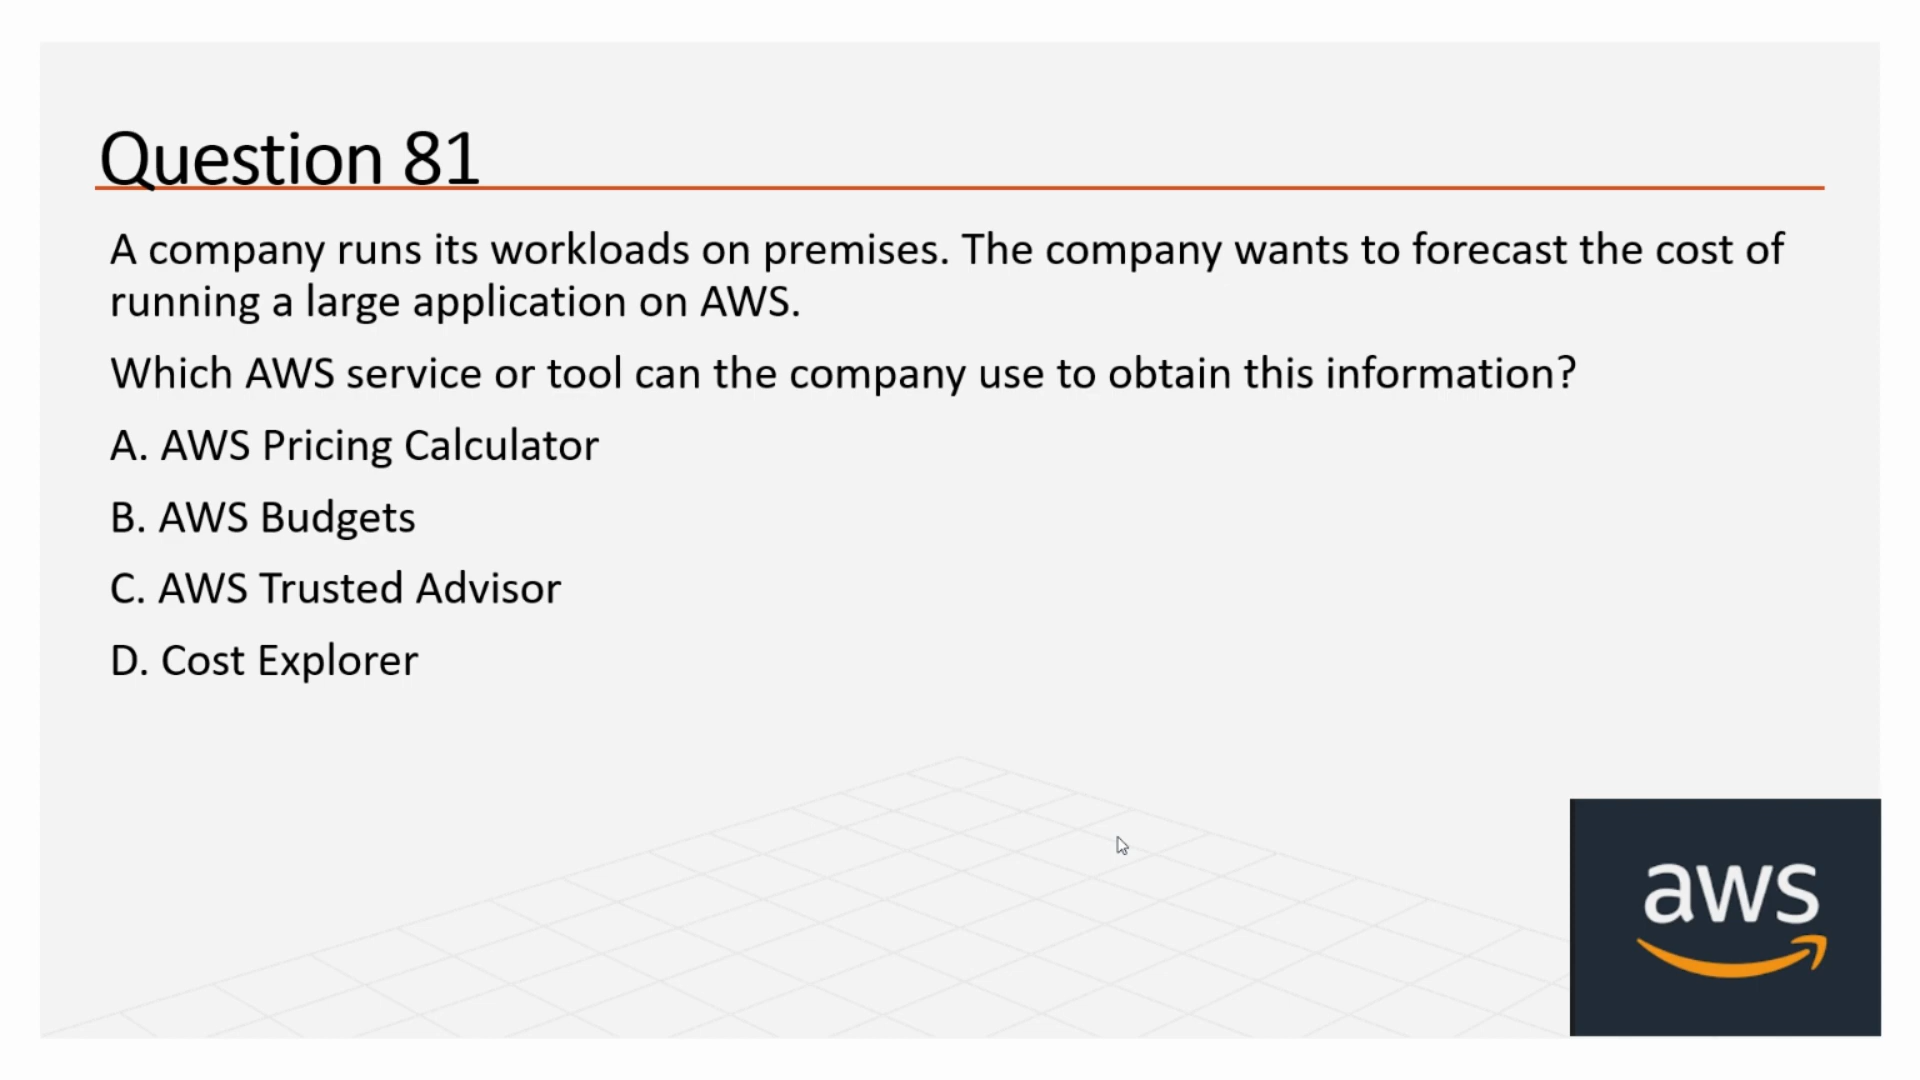 Question 81
A company runs its workloads on premises. The company wants to forecast the cost of
running a large application on AWS.
Which AWS service or tool can the company use to obtain this information?
A. AWS Pricing Calculator
B. AWS Budgets
C. AWS Trusted Advisor
D. Cost Explorer
aws